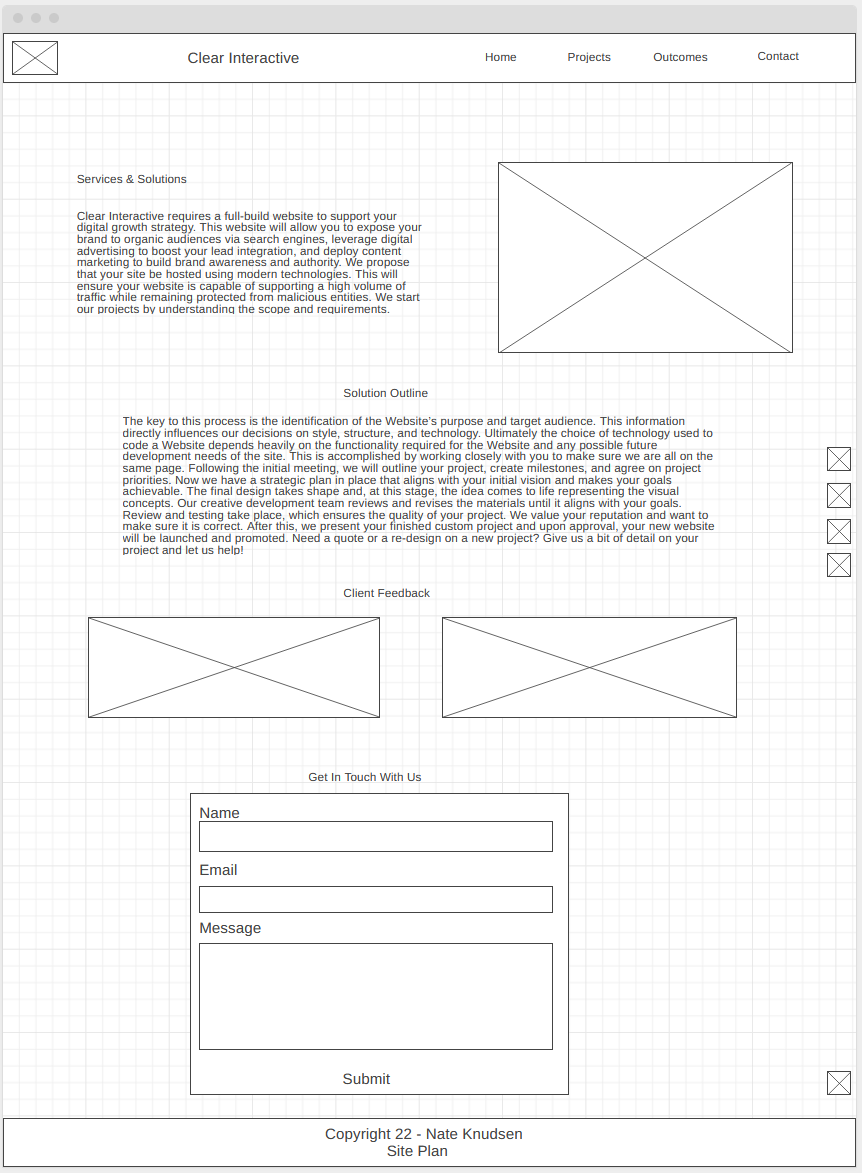 Clear Interactive
Home
Projects
Outcomes
Contact
Services & Solutions
Clear Interactive requires a full-build website to support your
digital growth strategy. This website will allow you to expose your
brand to organic audiences via search engines, leverage digital
advertising to boost your lead integration, and deploy content
marketing to build brand awareness and authority. We propose
that your site be hosted using modern technologies. This will
ensure your website is capable of supporting a high volume of
traffic while remaining protected from malicious entities. We start
our projects by understanding the scope and requirements.
Solution Outline
The key to this process is the identification of the Website’s purpose and target audience. This information
directly influences our decisions on style, structure, and technology. Ultimately the choice of technology used to
code a Website depends heavily on the functionality required for the Website and any possible future
development needs of the site. This is accomplished by working closely with you to make sure we are all on the
same page. Following the initial meeting, we will outline your project, create milestones, and agree on project
priorities. Now we have a strategic plan in place that aligns with your initial vision and makes your goals
achievable. The final design takes shape and, at this stage, the idea comes to life representing the visual
concepts. Our creative development team reviews and revises the materials until it aligns with your goals.
Review and testing take place, which ensures the quality of your project. We value your reputation and want to
make sure it is correct. After this, we present your finished custom project and upon approval, your new website
will be launched and promoted. Need a quote or a re-design on a new project? Give us a bit of detail on your
project and let us help!
Client Feedback
Get In Touch With Us
Name
Email
Message
Submit
Copyright 22 - Nate Knudsen
Site Plan